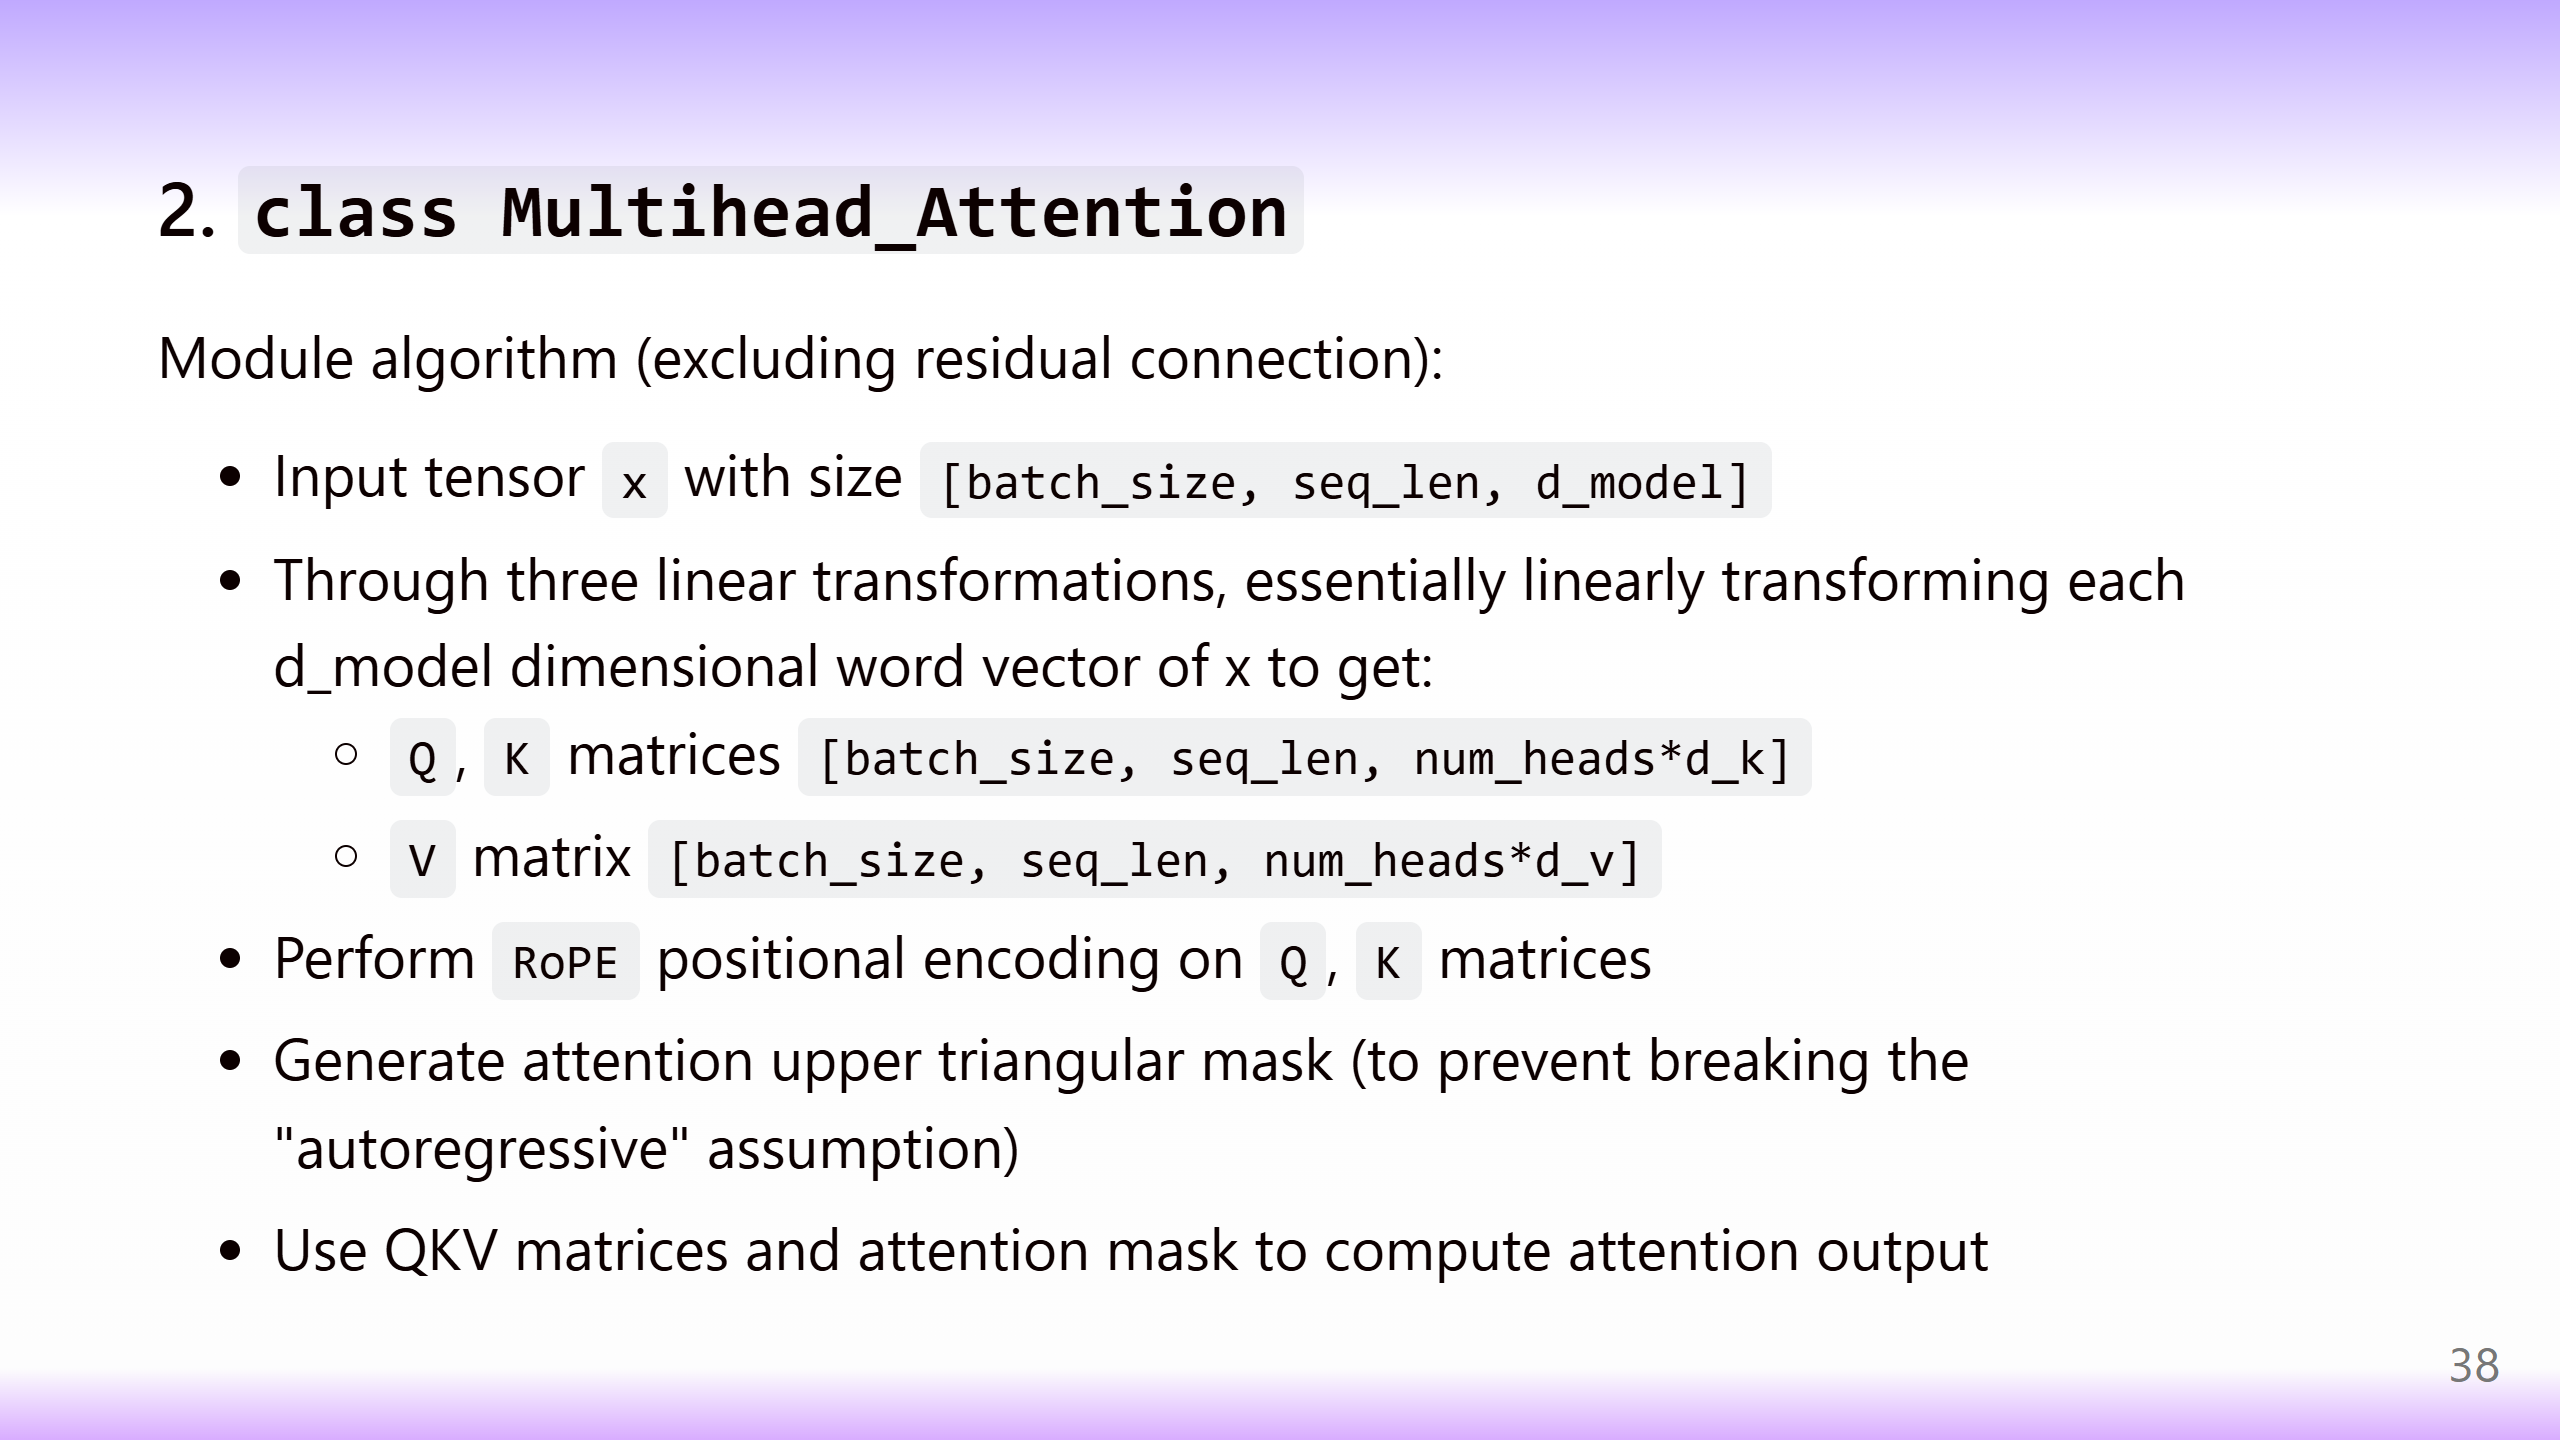 2. class Multihead_Attention
Module algorithm (excluding residual connection):
• Input tensor x with size [batch_size, seq_len, d_model]
• Through three linear transformations, essentially linearly transforming each
d_model dimensional word vector of x to get:
○ Q, K matrices [batch_size, seq_len, num_heads*d_k]
○ V matrix [batch_size, seq_len, num_heads*d_v]
• Perform RoPE positional encoding on Q, K matrices
• Generate attention upper triangular mask (to prevent breaking the
"autoregressive" assumption)
• Use QKV matrices and attention mask to compute attention output
38